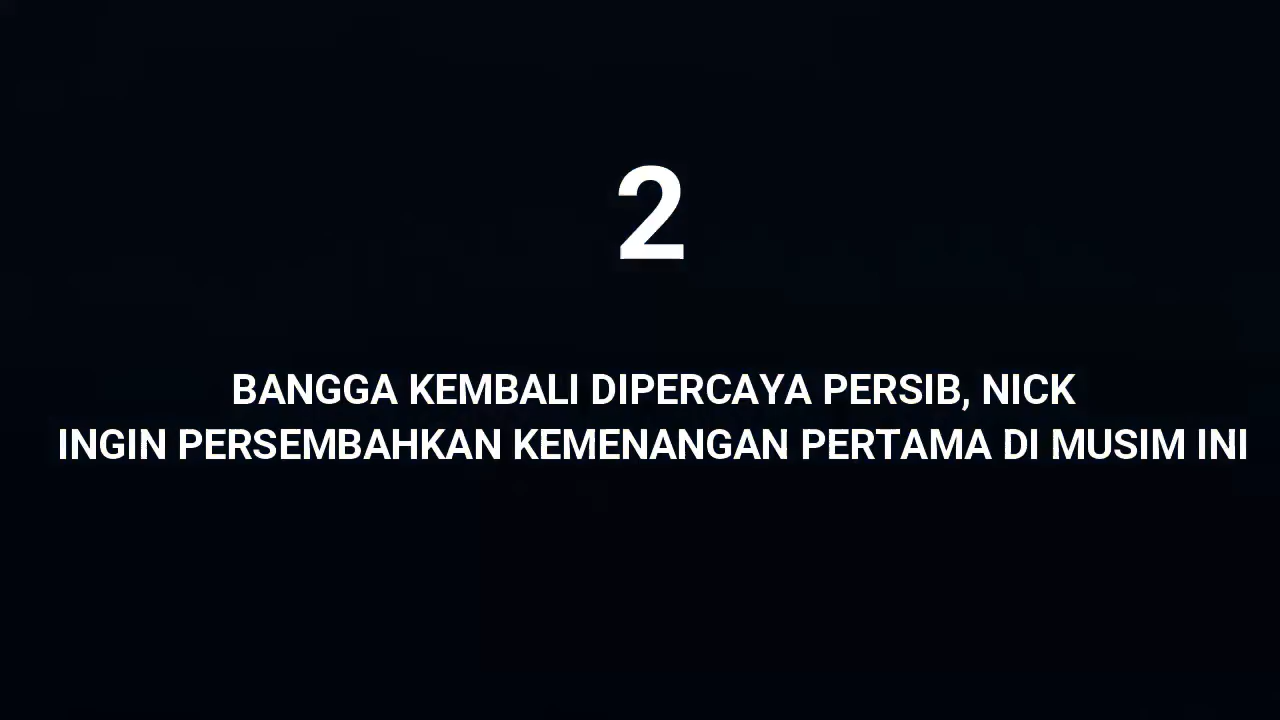 2
BANGGA KEMBALI DIPERCAYA PERSIB, NICK
INGIN PERSEMBAHKAN KEMENANGAN PERTAMA DI MUSIM INI